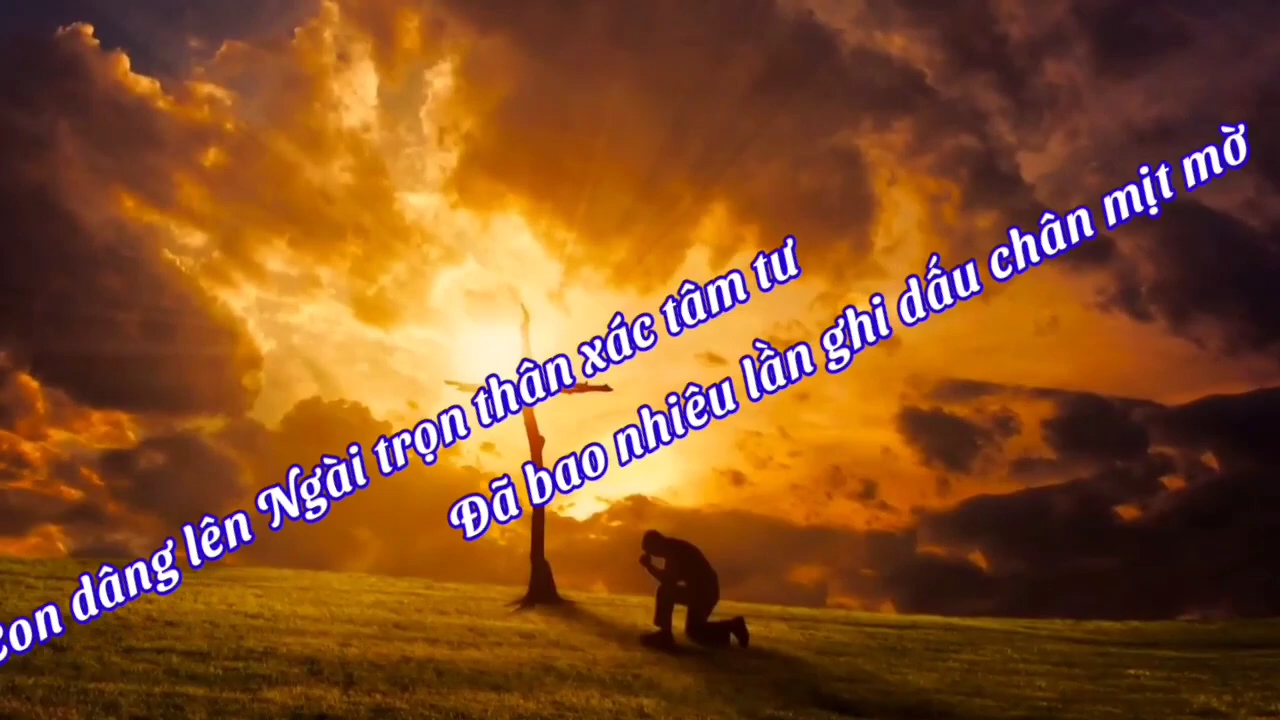 Con dâng lên Ngài trọn thân xác tâm tư
Đã bao nhiêu lần ghi dấu chân mịt mờ